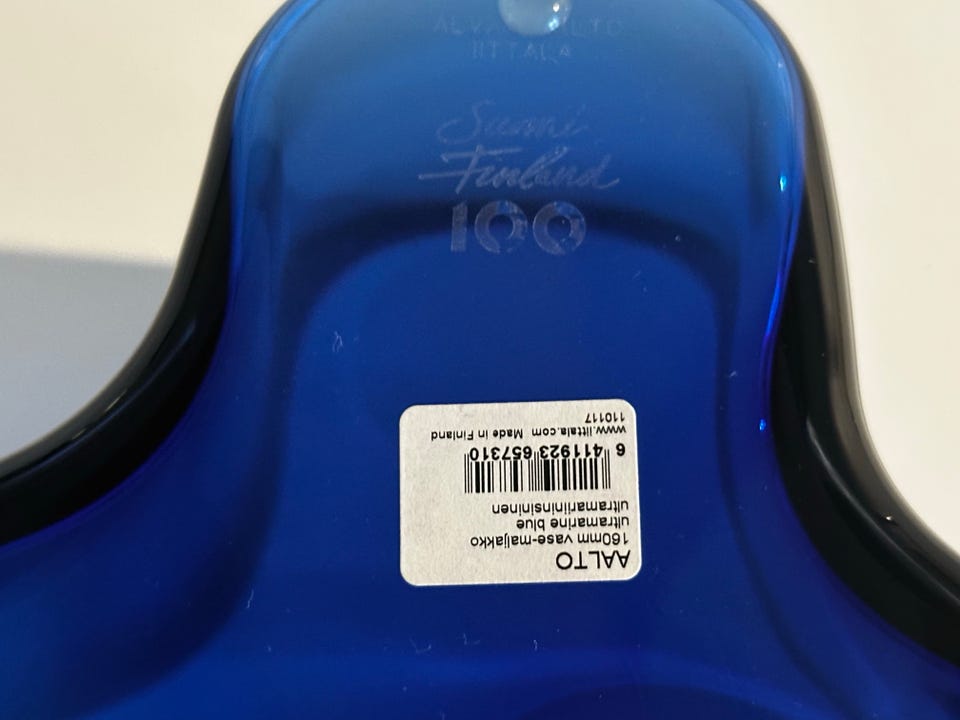 ALVAR AALTO
IITTALA
Suomi
Finland
100
AALTO
160mm vase-maljakko
ultramarine blue
ultramariininsininen
6 411923 657310
www.iittala.com Made in Finland
110117